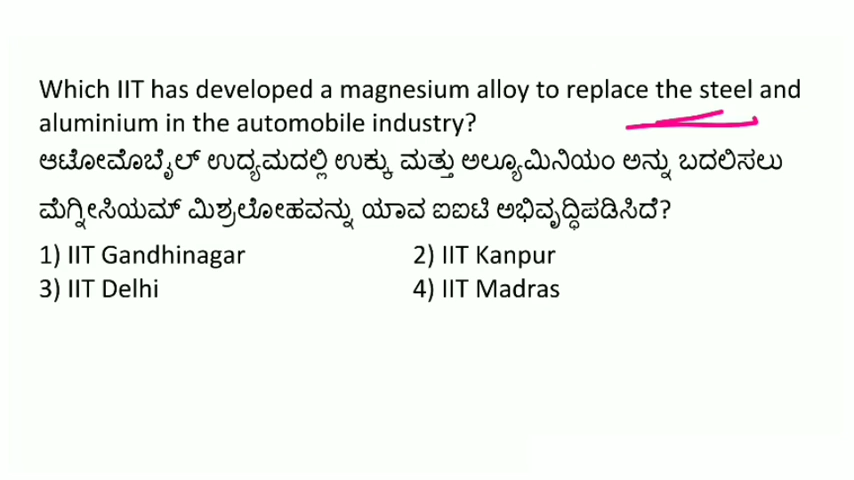 Which IIT has developed a magnesium alloy to replace the steel and
aluminium in the automobile industry?
ಆಟೋಮೊಬೈಲ್ ಉದ್ಯಮದಲ್ಲಿ ಉಕ್ಕು ಮತ್ತು ಅಲ್ಯೂಮಿನಿಯಂ ಅನ್ನು ಬದಲಿಸಲು
ಮೆಗ್ನೀಸಿಯಮ್ ಮಿಶ್ರಲೋಹವನ್ನು ಯಾವ ಐಐಟಿ ಅಭಿವೃದ್ಧಿಪಡಿಸಿದೆ?
1) IIT Gandhinagar 2) IIT Kanpur
3) IIT Delhi 4) IIT Madras